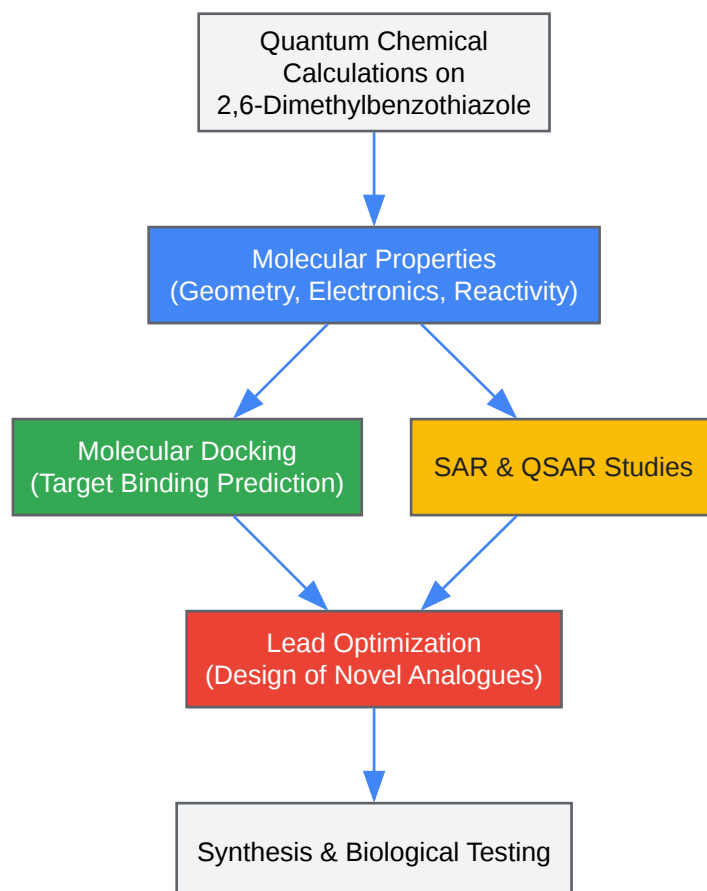 Quantum Chemical
Calculations on
2,6-Dimethylbenzothiazole
Molecular Properties
(Geometry, Electronics, Reactivity)
Molecular Docking
(Target Binding Prediction)
SAR & QSAR Studies
Lead Optimization
(Design of Novel Analogues)
Synthesis & Biological Testing